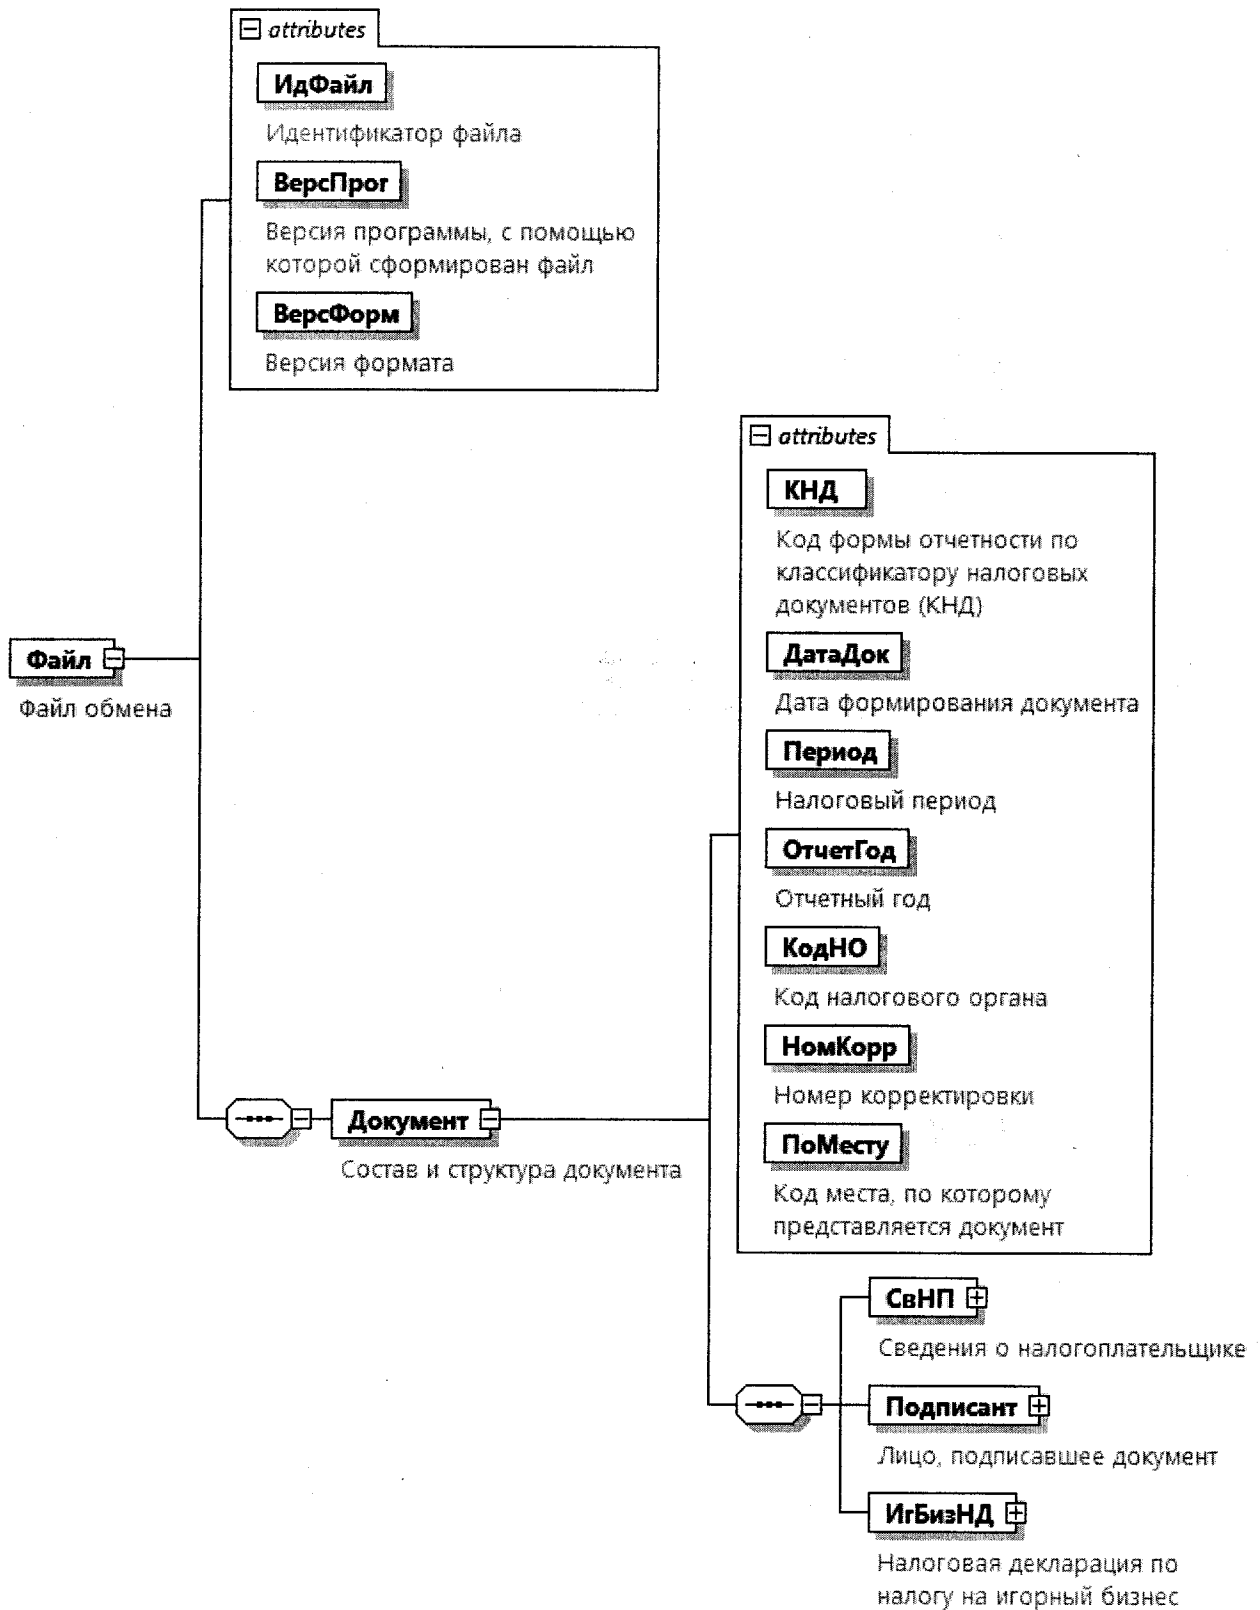 attributes
ИдФайл
Идентификатор файла
ВерсПрог
Версия программы, с помощью
которой сформирован файл
ВерсФорм
Версия формата
Файл
Файл обмена
attributes
КНД
Код формы отчетности по
классификатору налоговых
документов (КНД)
ДатаДок
Дата формирования документа
Период
Налоговый период
ОтчетГод
Отчетный год
КодНО
Код налогового органа
НомКорр
Номер корректировки
ПоМесту
Код места, по которому
представляется документ
Документ
Состав и структура документа
СвНП
Сведения о налогоплательщике
Подписант
Лицо, подписавшее документ
ИгБизНД
Налоговая декларация по
налогу на игорный бизнес